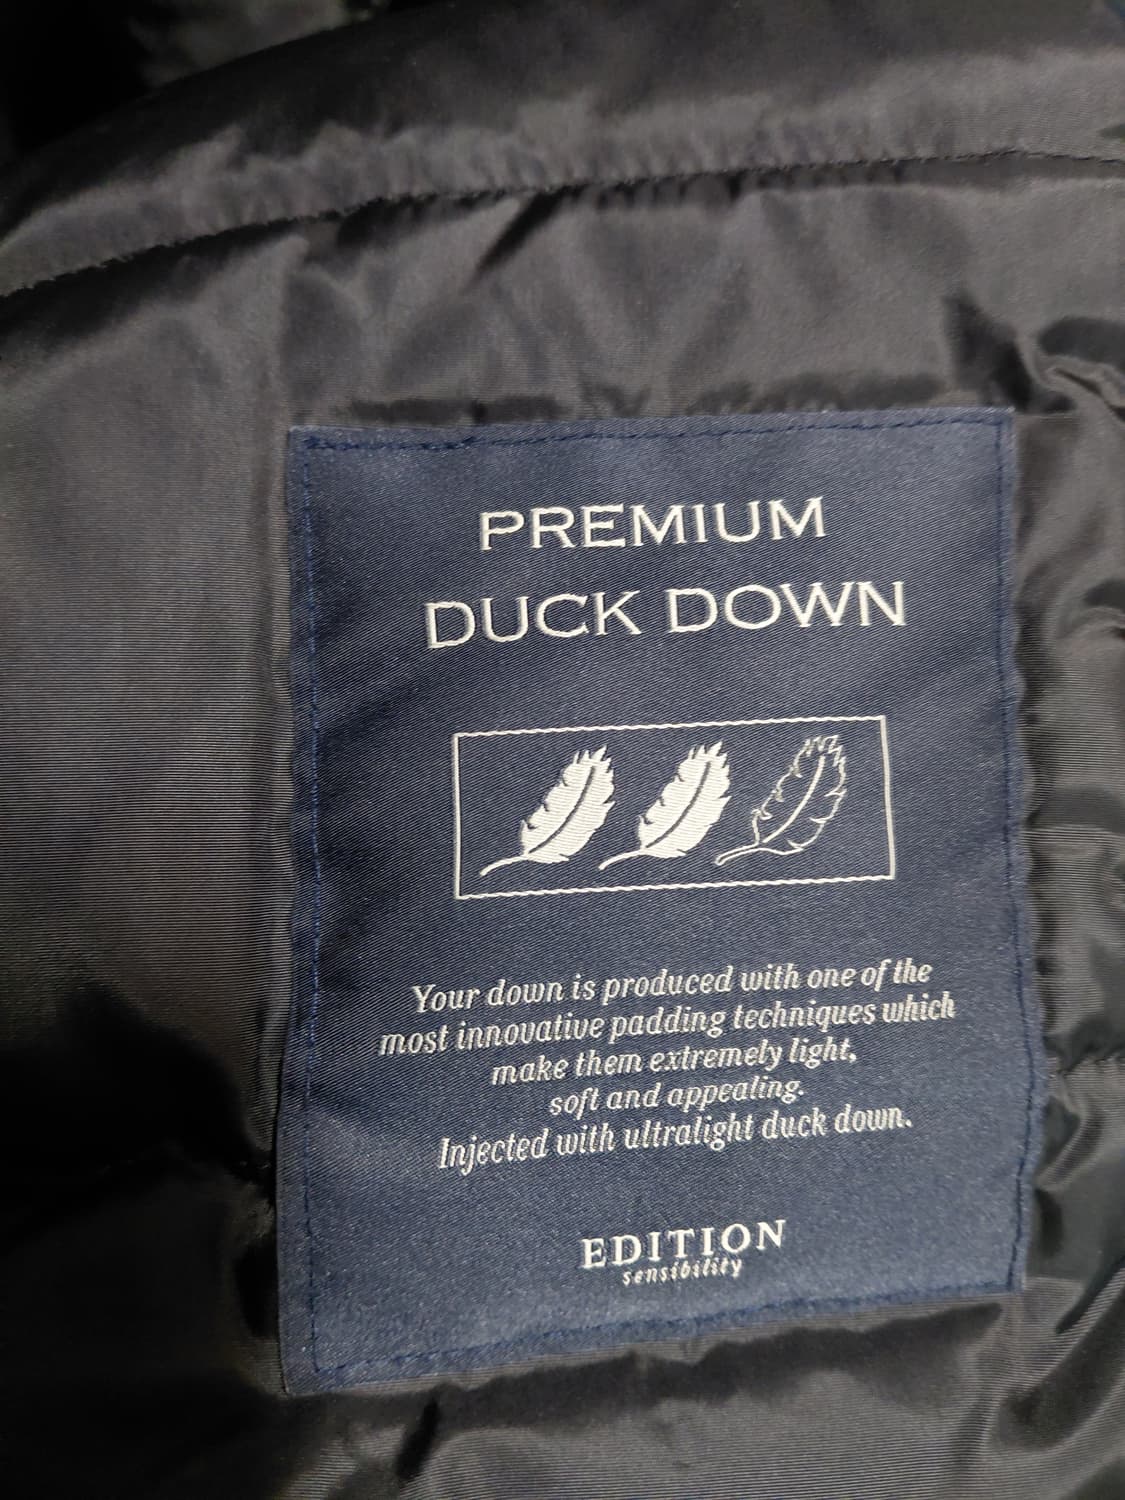 PREMIUM
DUCK DOWN
Your down is produced with one of the
most innovative padding techniques which
make them extremely light,
soft and appealing.
Injected with ultralight duck down.
EDITION
sensibility